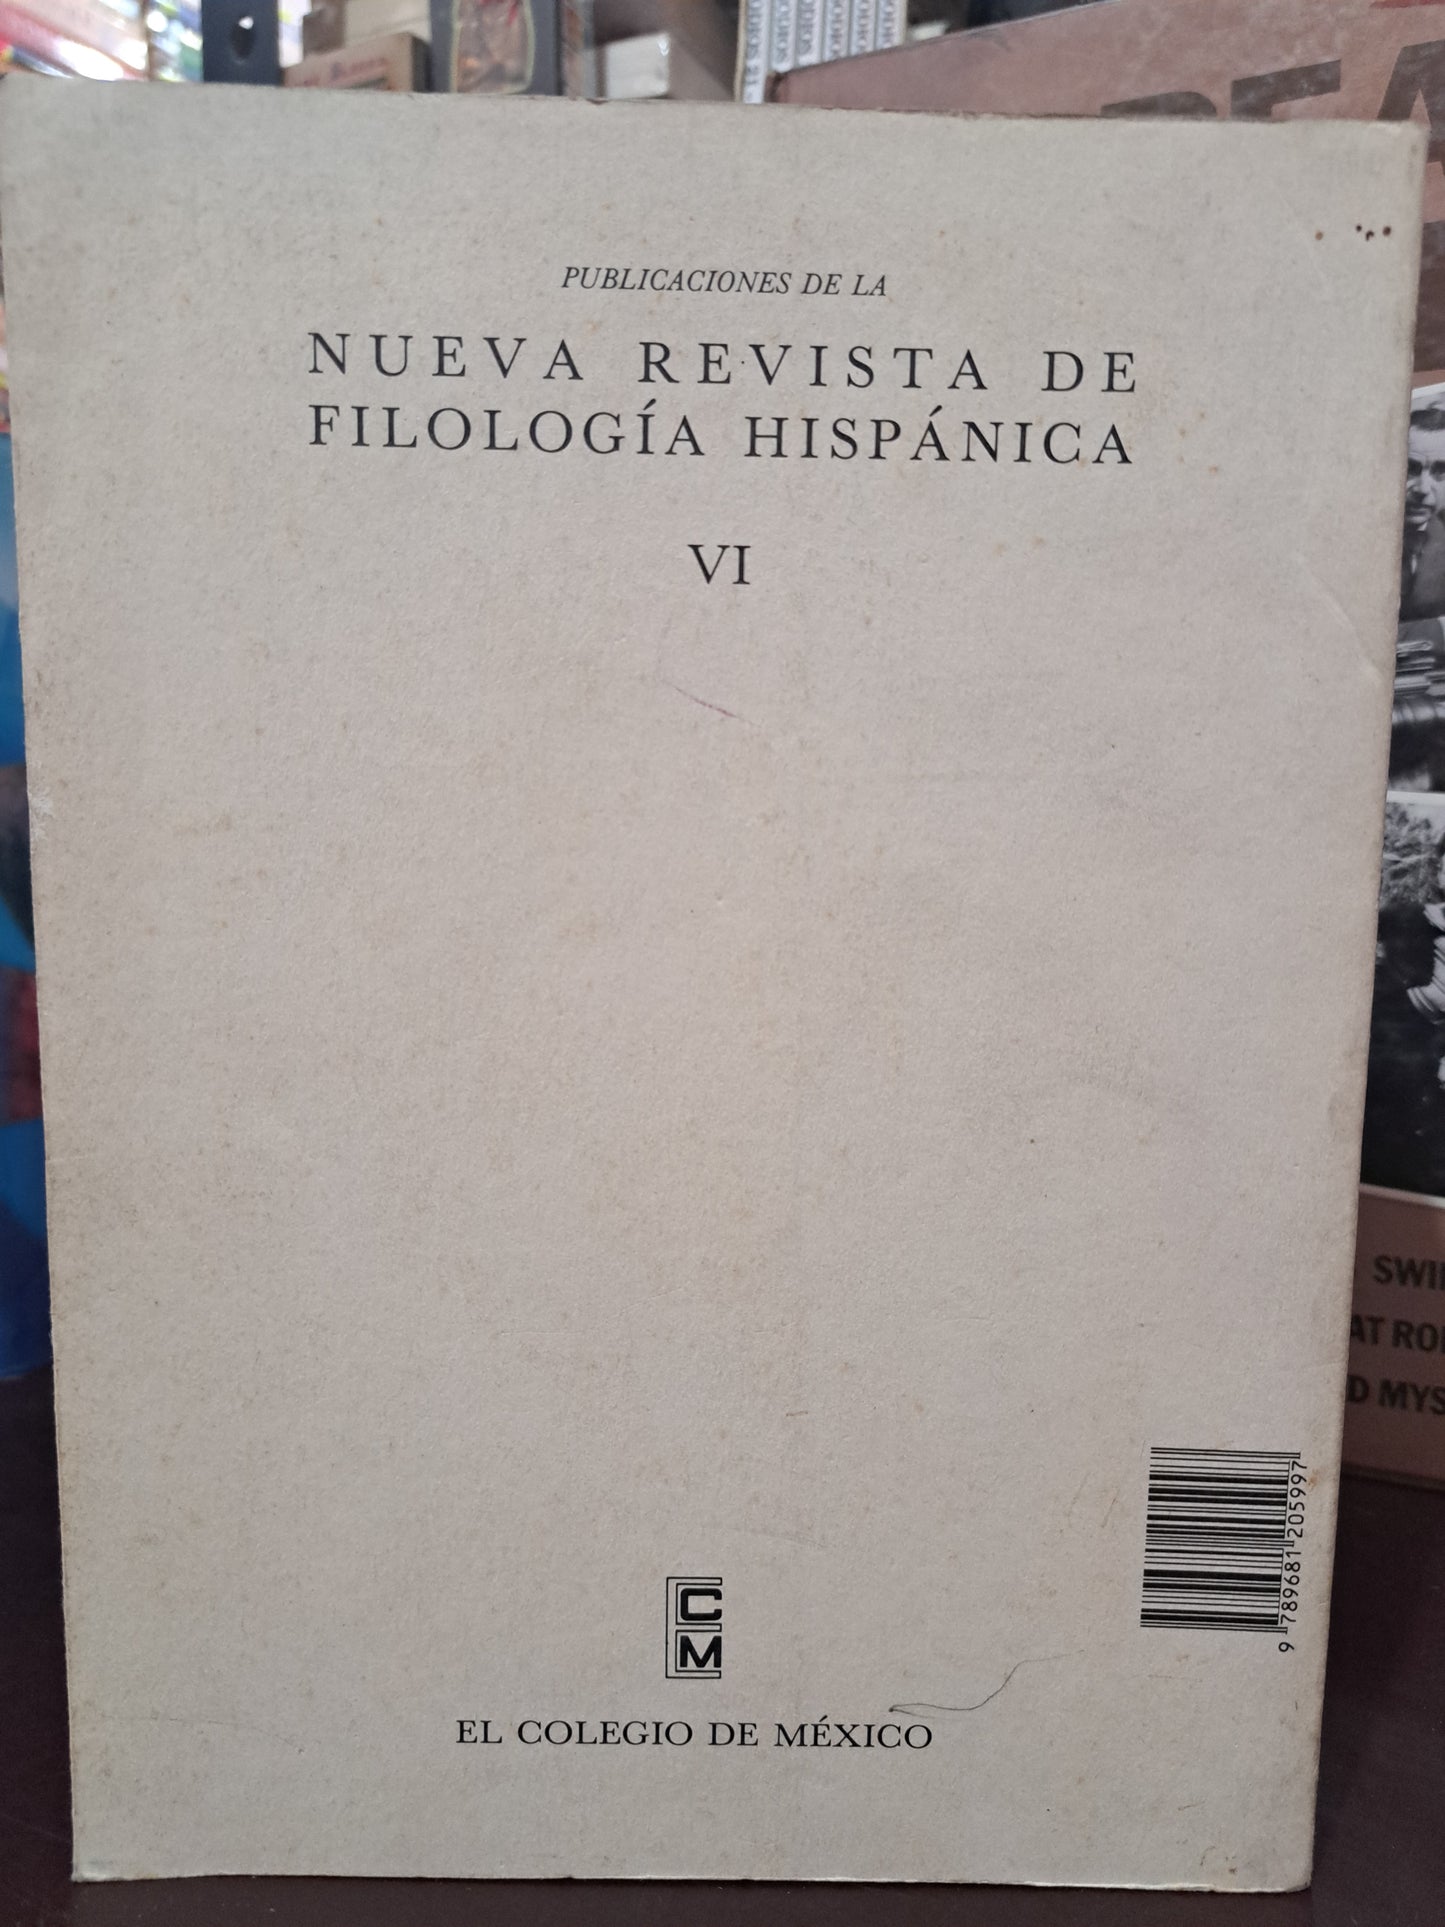 PUBLICACIONES DE LA
NUEVA REVISTA DE
FILOLOGÍA HISPÁNICA
VI
9 789681 205997
C
M
EL COLEGIO DE MÉXICO
SWI
AT RO
D MYS